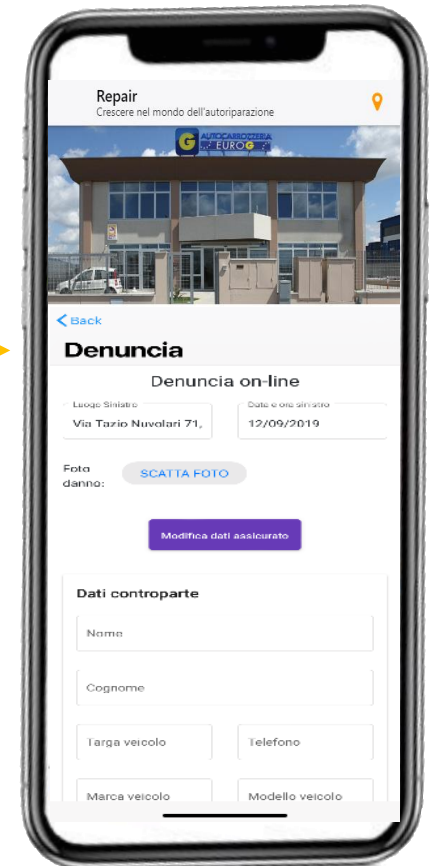 Repair
Crescere nel mondo dell'autoriparazione
G AUTOCARROZZERIA
EUROG
Back
Denuncia
Denuncia on-line
Luogo Sinistro
Data e ora sinistro
Via Tazio Nuvolari 71,
12/09/2019
Foto
danno:
SCATTA FOTO
Modifica dati assicurato
Dati controparte
Nome
Cognome
Targa veicolo
Telefono
Marca veicolo
Modello veicolo